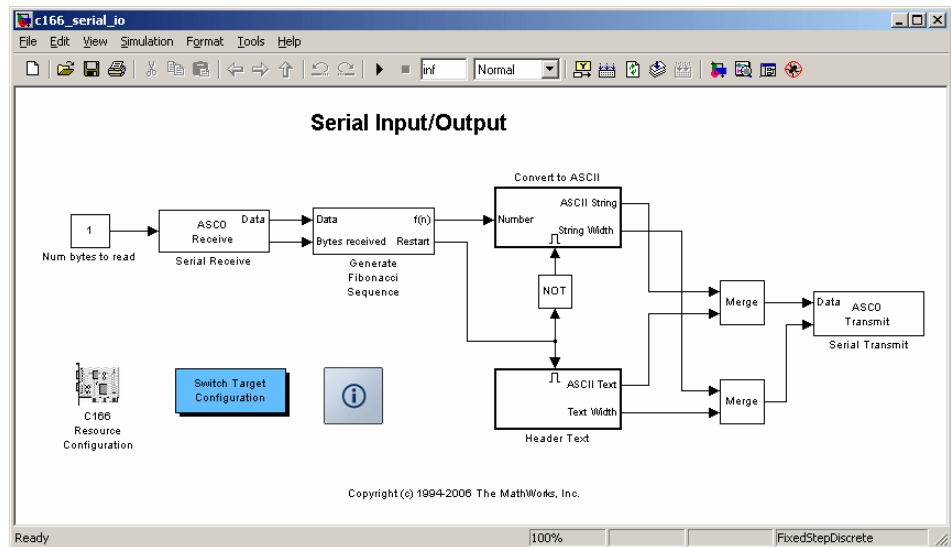 c166_serial_io
File Edit View Simulation Format Tools Help
inf Normal
Serial Input/Output
Convert to ASCII
1
Num bytes to read
ASC0
Receive
Data
Serial Receive
Data
Bytes received
f(n)
Restart
Generate
Fibonacci
Sequence
Number
ASCII String
String Width
NOT
Merge
Data
ASC0
Transmit
Serial Transmit
ASCII Text
Text Width
Header Text
Merge
C166
Resource
Configuration
Switch Target
Configuration
i
Copyright (c) 1994-2006 The MathWorks, Inc.
Ready 100% FixedStepDiscrete